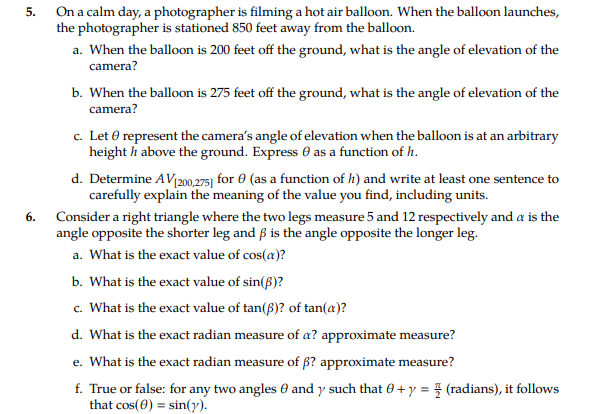 5. On a calm day, a photographer is filming a hot air balloon. When the balloon launches,
the photographer is stationed 850 feet away from the balloon.
a. When the balloon is 200 feet off the ground, what is the angle of elevation of the
camera?
b. When the balloon is 275 feet off the ground, what is the angle of elevation of the
camera?
c. Let θ represent the camera's angle of elevation when the balloon is at an arbitrary
height h above the ground. Express θ as a function of h.
d. Determine AV[200,275] for θ (as a function of h) and write at least one sentence to
carefully explain the meaning of the value you find, including units.
6. Consider a right triangle where the two legs measure 5 and 12 respectively and α is the
angle opposite the shorter leg and β is the angle opposite the longer leg.
a. What is the exact value of cos(α)?
b. What is the exact value of sin(β)?
c. What is the exact value of tan(β)? of tan(α)?
d. What is the exact radian measure of α? approximate measure?
e. What is the exact radian measure of β? approximate measure?
f. True or false: for any two angles θ and γ such that θ + γ = π/2 (radians), it follows
that cos(θ) = sin(γ).